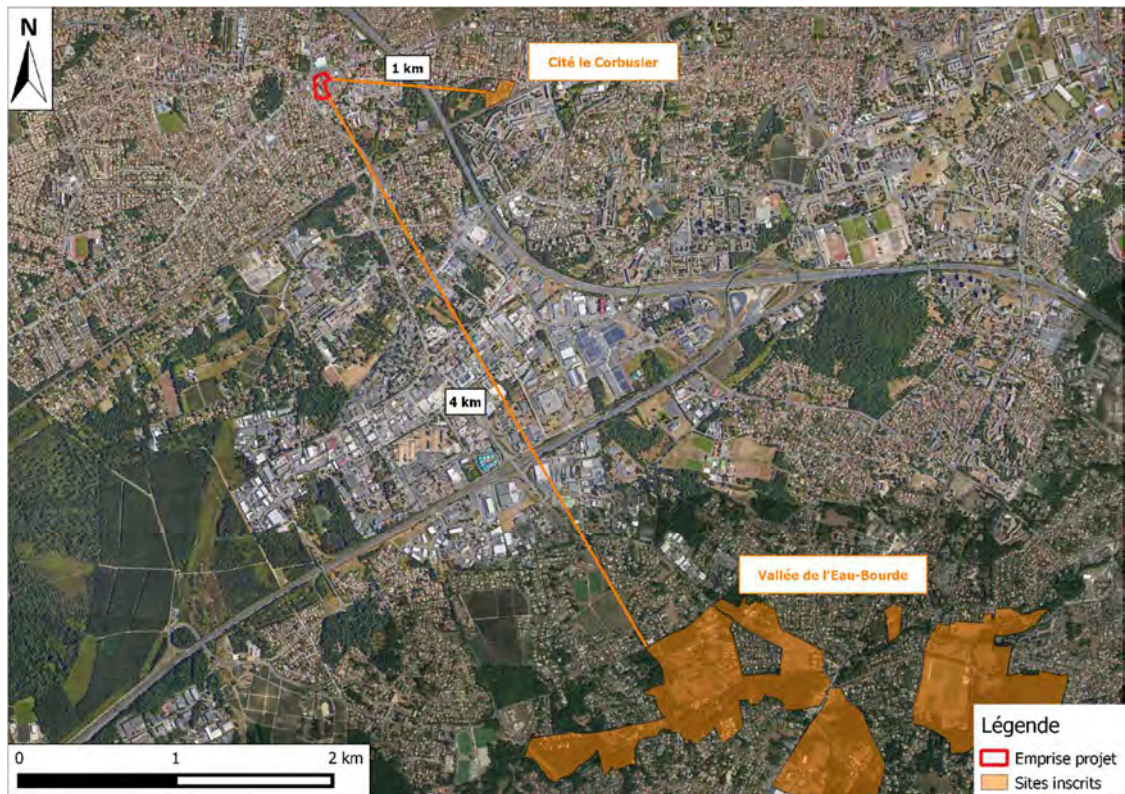 N
1 km
Cité le Corbusier
4 km
Vallée de l'Eau-Bourde
Légende
Emprise projet
Sites inscrits
0 1 2 km